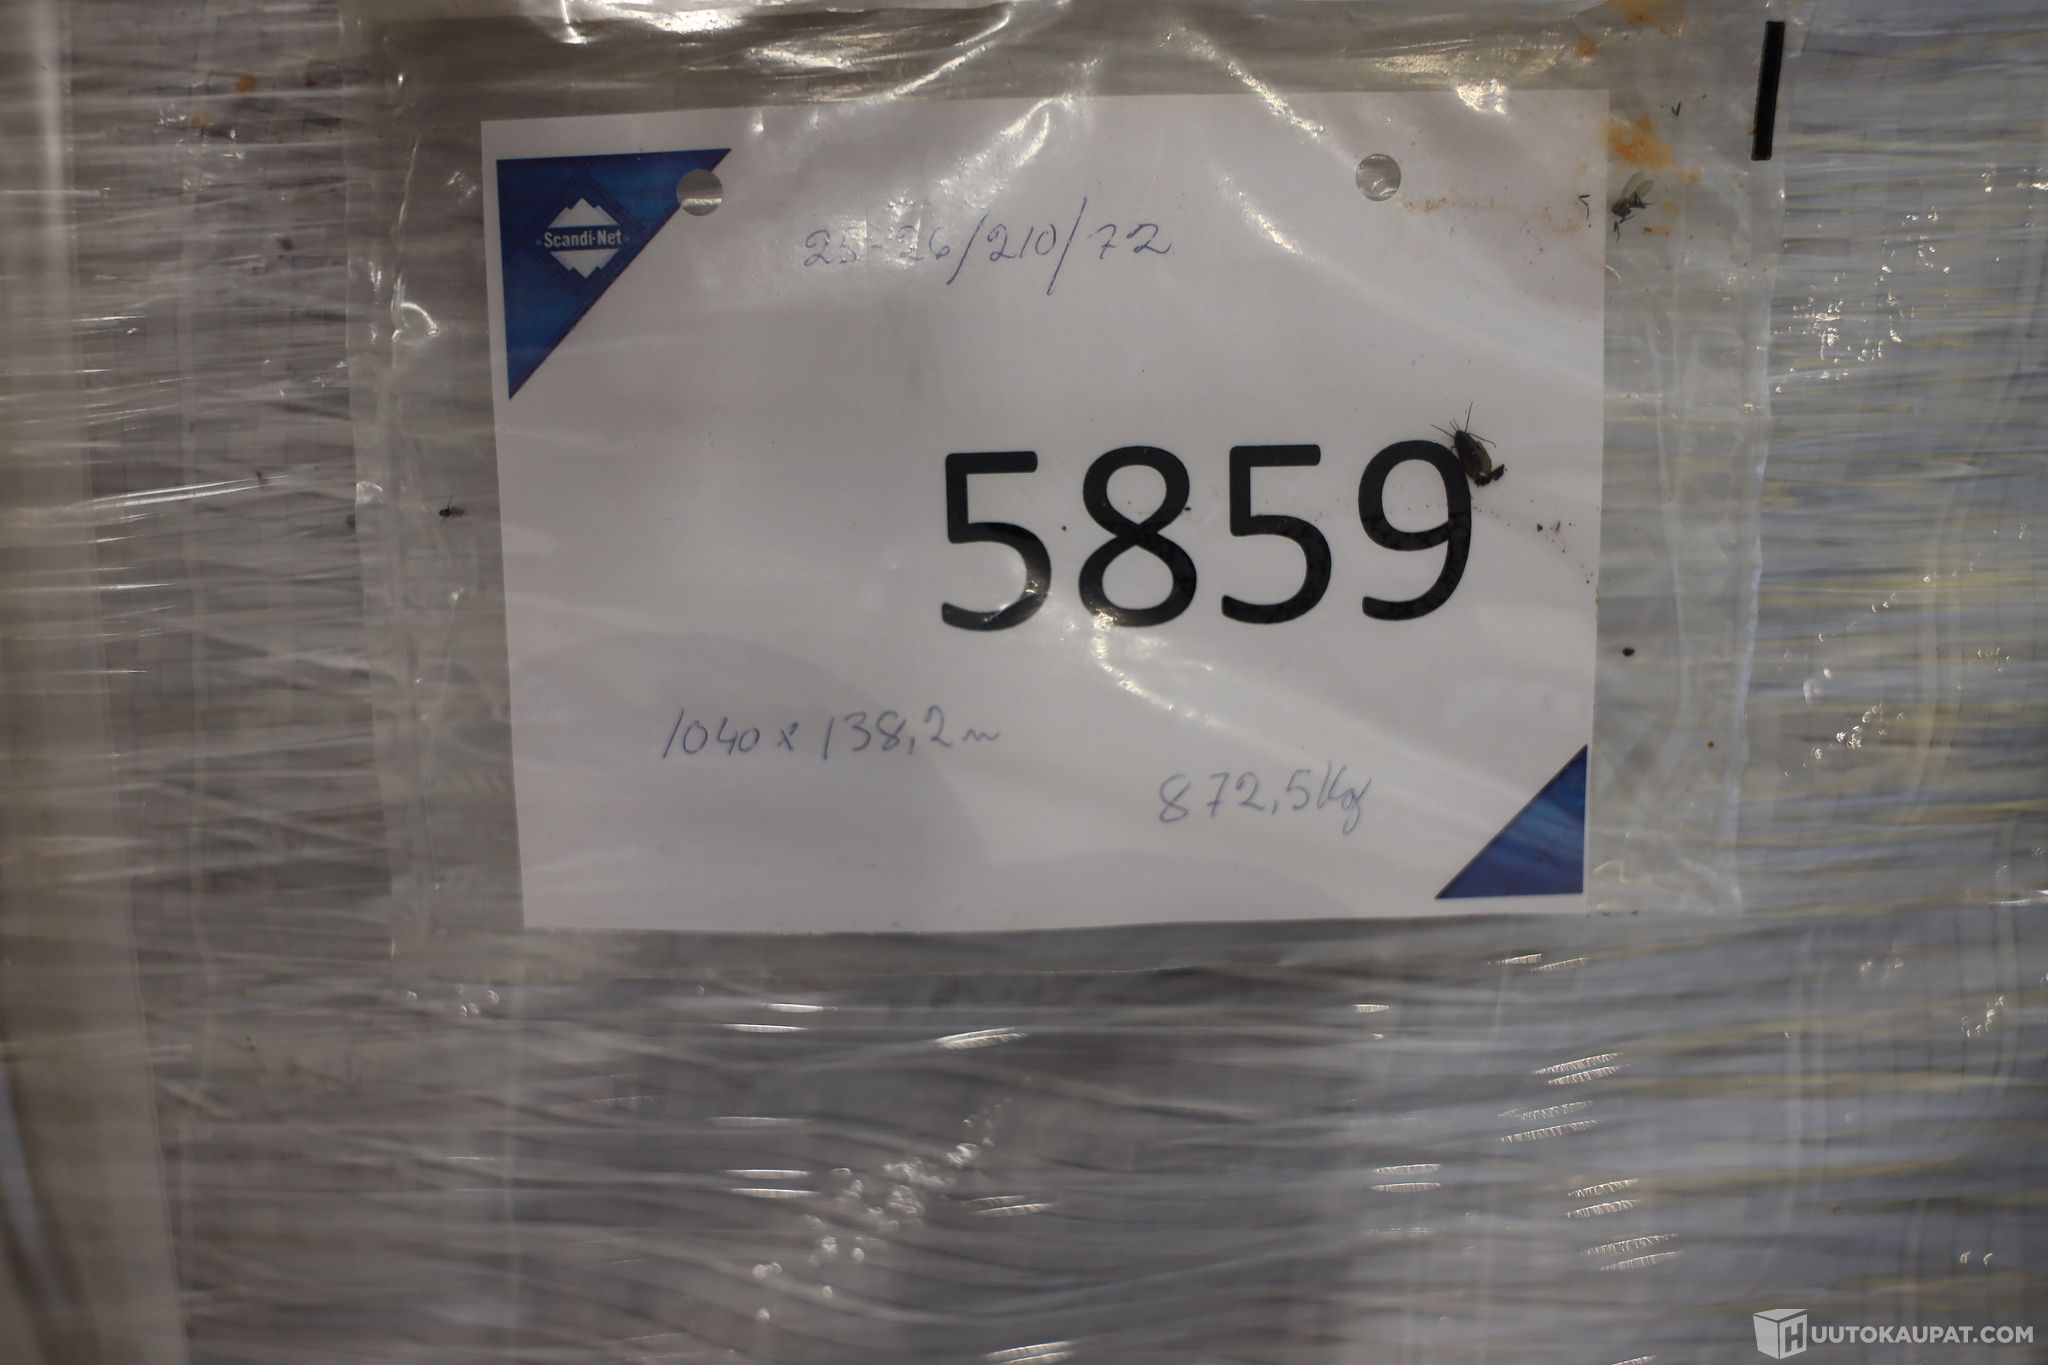 Scandi-Net
25-26/210/72
5859
1040 x 138,2 m
872,5 Kg
HUUTOKAUPAT.COM